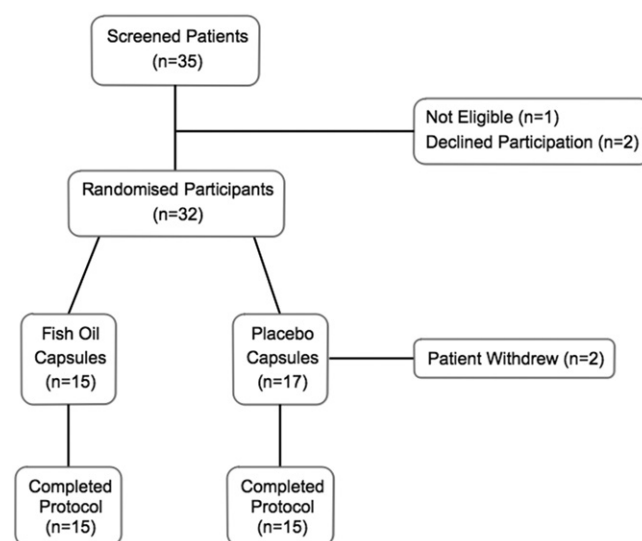 Screened Patients
(n=35)
Not Eligible (n=1)
Declined Participation (n=2)
Randomised Participants
(n=32)
Fish Oil
Capsules
(n=15)
Placebo
Capsules
(n=17)
Patient Withdrew (n=2)
Completed
Protocol
(n=15)
Completed
Protocol
(n=15)